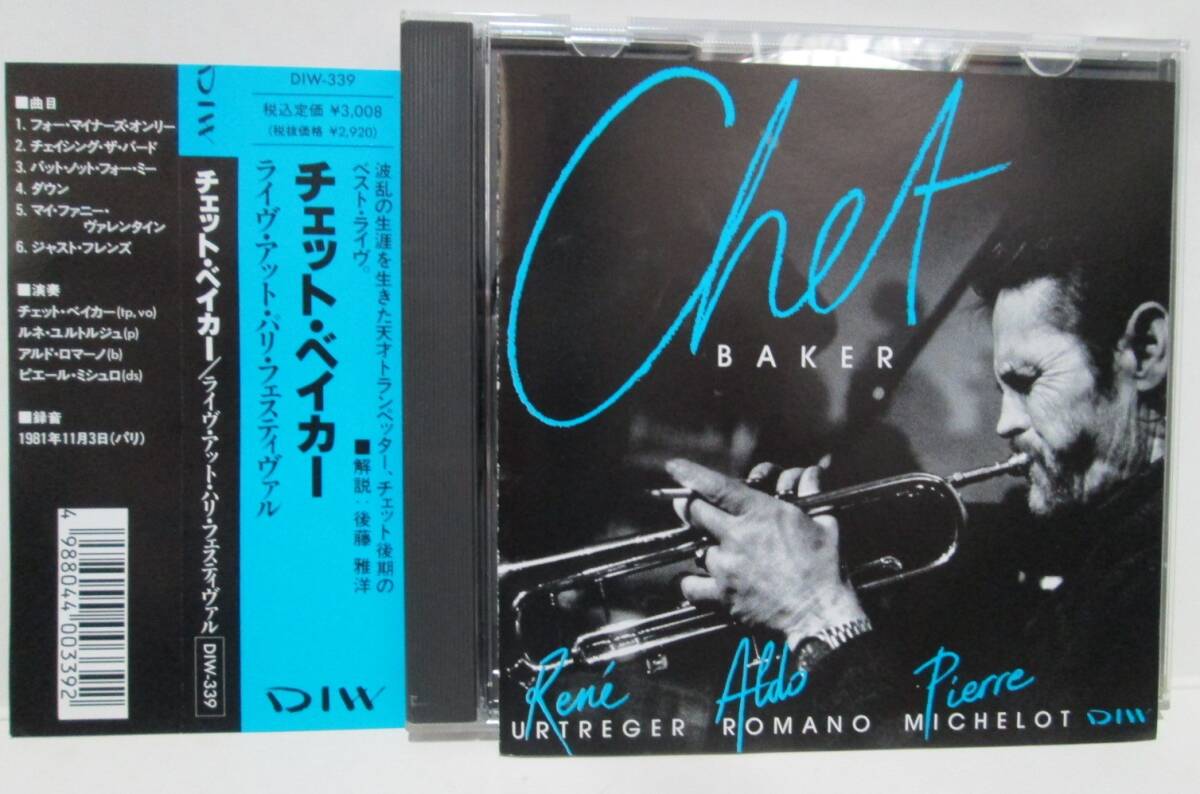 ■曲目
1. フォー・マイナーズ・オンリー
2. チェイシング・ザ・バード
3. バット・ノット・フォー・ミー
4. ダウン
5. マイ・ファニー・
ヴァレンタイン
6. ジャスト・フレンズ
■演奏
チェット・ベイカー(tp,vo)
ルネ・ユルトルジュ(p)
アルド・ロマーノ(b)
ピエール・ミシュロ(ds)
■録音
1981年11月3日(パリ)
4 988044 003392
DIW
チェット・ベイカー/ライヴ・アット・パリ・フェスティヴァル
DIW-339
DIW-339
税込定価 ¥3,008
(税抜価格 ¥2,920)
波乱の生涯を生きた天才トランペッター、チェット後期の
ベスト・ライヴ。
■解説:後藤 雅洋
チェット・ベイカー
ライヴ・アット・パリ・フェスティヴァル
DIW
Chet
BAKER
René Aldo Pierre
URTREGER ROMANO MICHELOT DIW